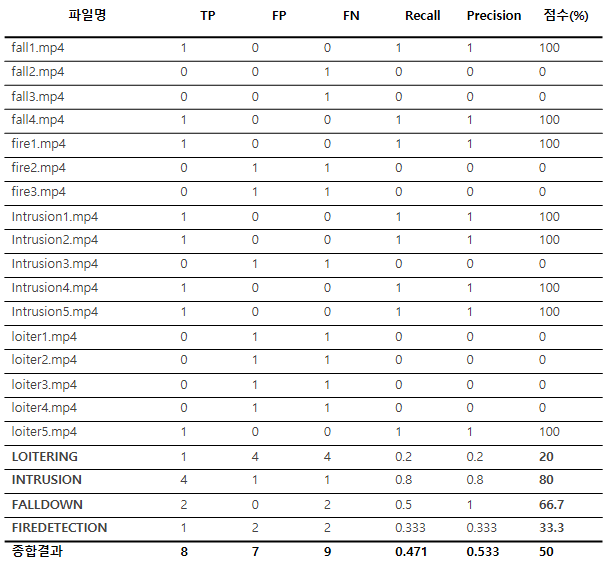 파일명 TP FP FN Recall Precision 점수(%)
fall1.mp4 1 0 0 1 1 100
fall2.mp4 0 0 1 0 0 0
fall3.mp4 0 0 1 0 0 0
fall4.mp4 1 0 0 1 1 100
fire1.mp4 1 0 0 1 1 100
fire2.mp4 0 1 1 0 0 0
fire3.mp4 0 1 1 0 0 0
Intrusion1.mp4 1 0 0 1 1 100
Intrusion2.mp4 1 0 0 1 1 100
Intrusion3.mp4 0 1 1 0 0 0
Intrusion4.mp4 1 0 0 1 1 100
Intrusion5.mp4 1 0 0 1 1 100
loiter1.mp4 0 1 1 0 0 0
loiter2.mp4 0 1 1 0 0 0
loiter3.mp4 0 1 1 0 0 0
loiter4.mp4 0 1 1 0 0 0
loiter5.mp4 1 0 0 1 1 100
LOITERING 1 4 4 0.2 0.2 20
INTRUSION 4 1 1 0.8 0.8 80
FALLDOWN 2 0 2 0.5 1 66.7
FIREDETECTION 1 2 2 0.333 0.333 33.3
종합결과 8 7 9 0.471 0.533 50